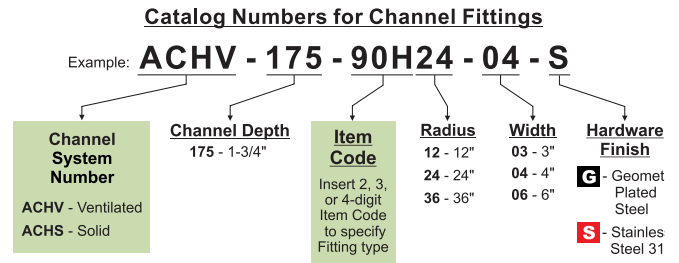 Catalog Numbers for Channel Fittings
Example: ACHV - 175 - 90H24 - 04 - S
Channel
System
Number
ACHV - Ventilated
ACHS - Solid
Channel Depth
175 - 1-3/4"
Item
Code
Insert 2, 3,
or 4-digit
Item Code
to specify
Fitting type
Radius
12 - 12"
24 - 24"
36 - 36"
Width
03 - 3"
04 - 4"
06 - 6"
Hardware
Finish
G - Geomet
Plated
Steel
S - Stainles
Steel 31